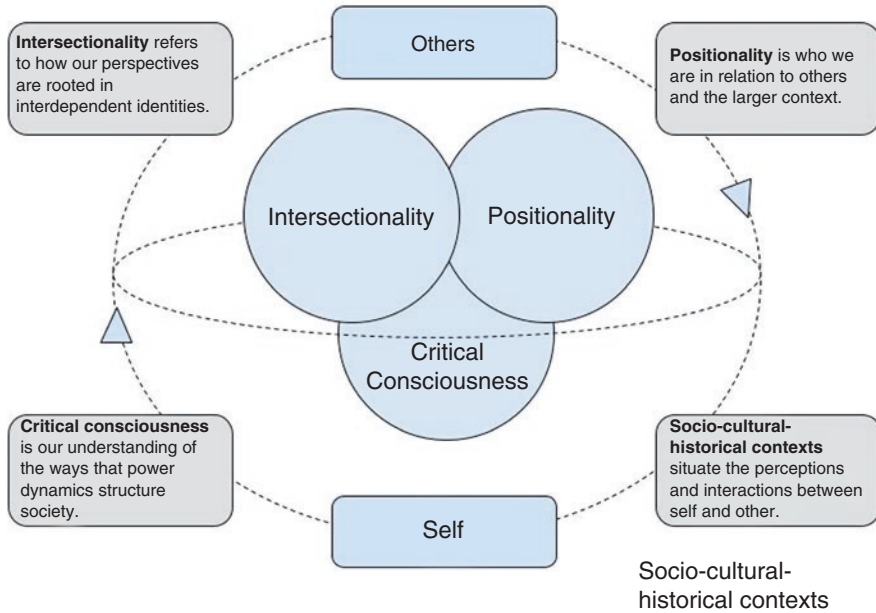 Intersectionality refers
to how our perspectives
are rooted in
interdependent identities.
Others
Positionality is who we
are in relation to others
and the larger context.
Intersectionality
Positionality
Critical
Consciousness
Critical consciousness
is our understanding of
the ways that power
dynamics structure
society.
Self
Socio-cultural-
historical contexts
situate the perceptions
and interactions between
self and other.
Socio-cultural-
historical contexts